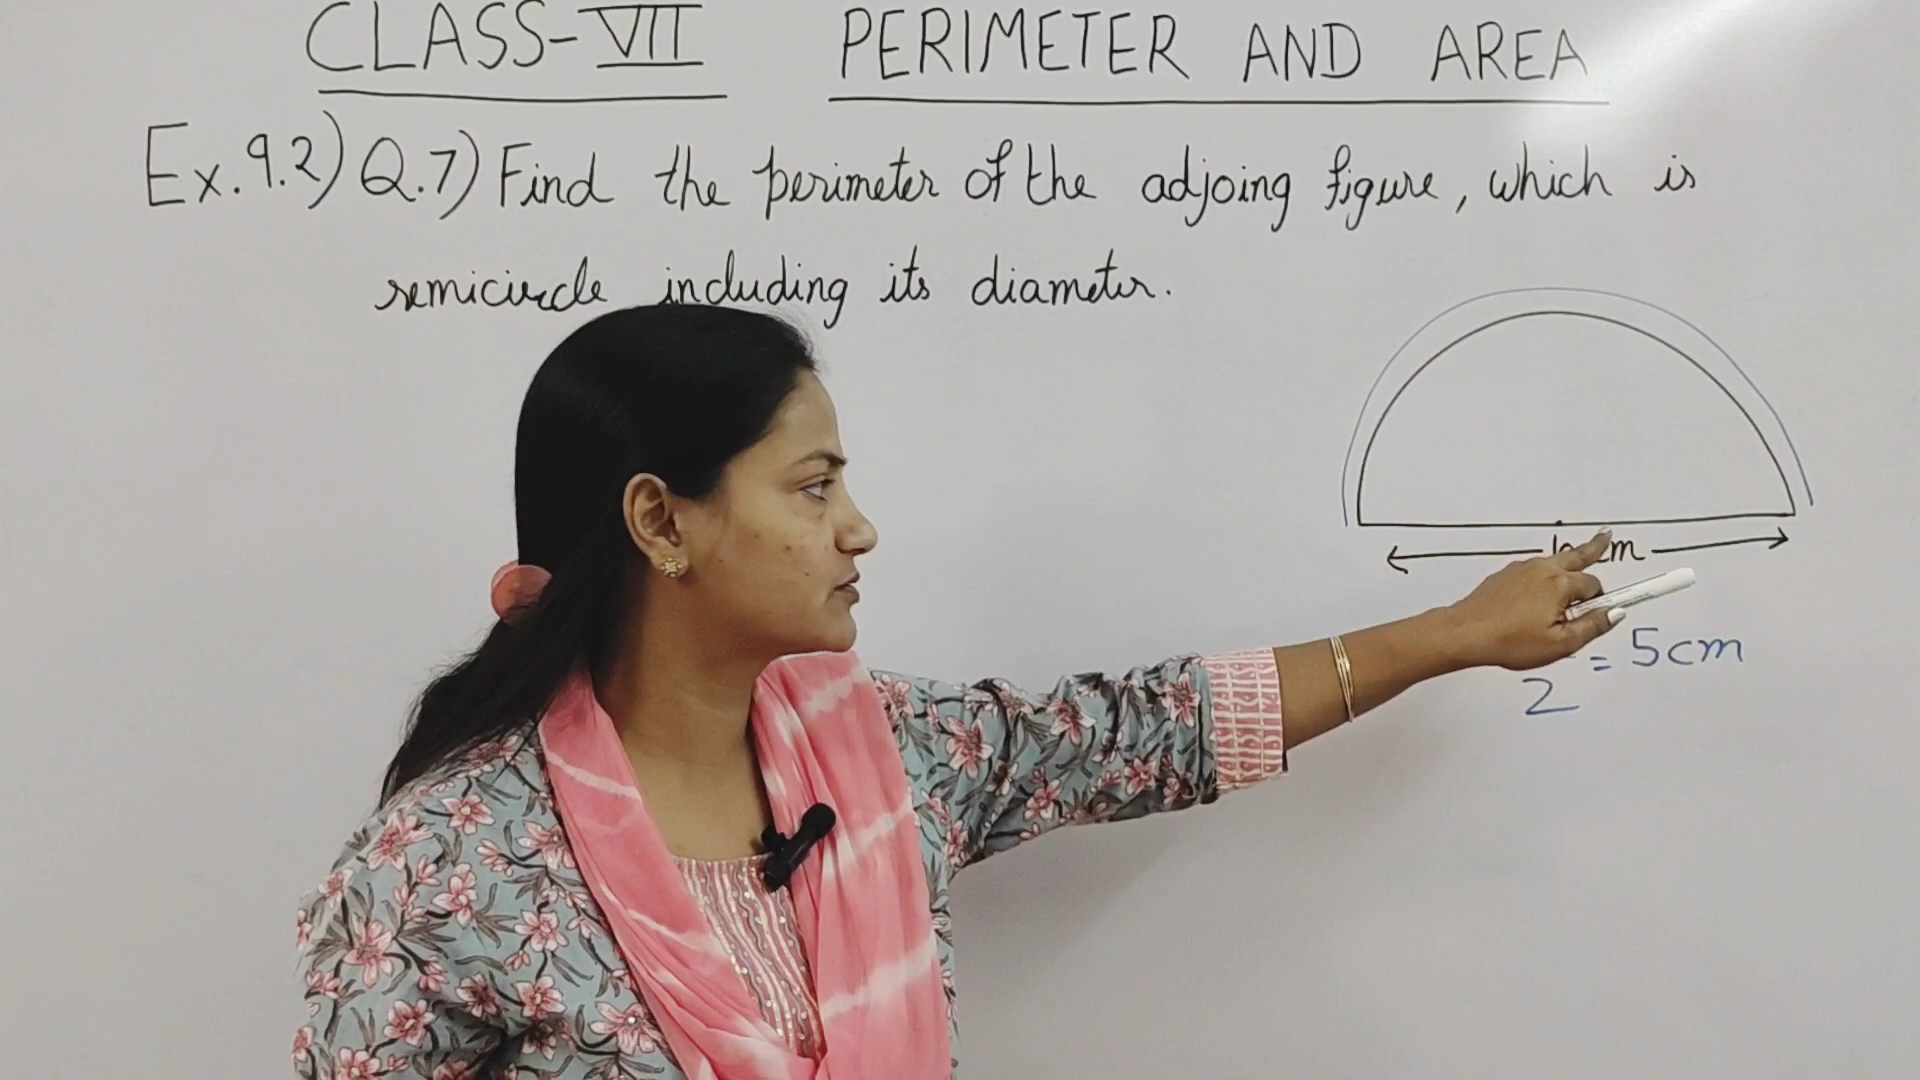 CLASS-VII PERIMETER AND AREA
Ex.9.2) Q.7) Find the perimeter of the adjoing figure, which is
semicircle including its diameter.
cm
= 5cm
2